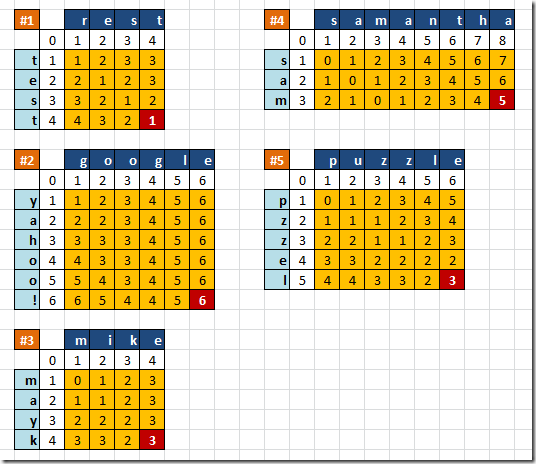 #1 r e s t
0 1 2 3 4
t 1 1 2 3 3
e 2 2 1 2 3
s 3 3 2 1 2
t 4 4 3 2 1
#4 s a m a n t h a
0 1 2 3 4 5 6 7 8
s 1 0 1 2 3 4 5 6 7
a 2 1 0 1 2 3 4 5 6
m 3 2 1 0 1 2 3 4 5
#2 g o o g l e
0 1 2 3 4 5 6
y 1 1 2 3 4 5 6
a 2 2 2 3 4 5 6
h 3 3 3 3 4 5 6
o 4 4 3 3 4 5 6
o 5 5 4 3 4 5 6
! 6 6 5 4 4 5 6
#5 p u z z l e
0 1 2 3 4 5 6
p 1 0 1 2 3 4 5
z 2 1 1 1 2 3 4
z 3 2 2 1 1 2 3
e 4 3 3 2 2 2 2
l 5 4 4 3 3 2 3
#3 m i k e
0 1 2 3 4
m 1 0 1 2 3
a 2 1 1 2 3
y 3 2 2 2 3
k 4 3 3 2 3